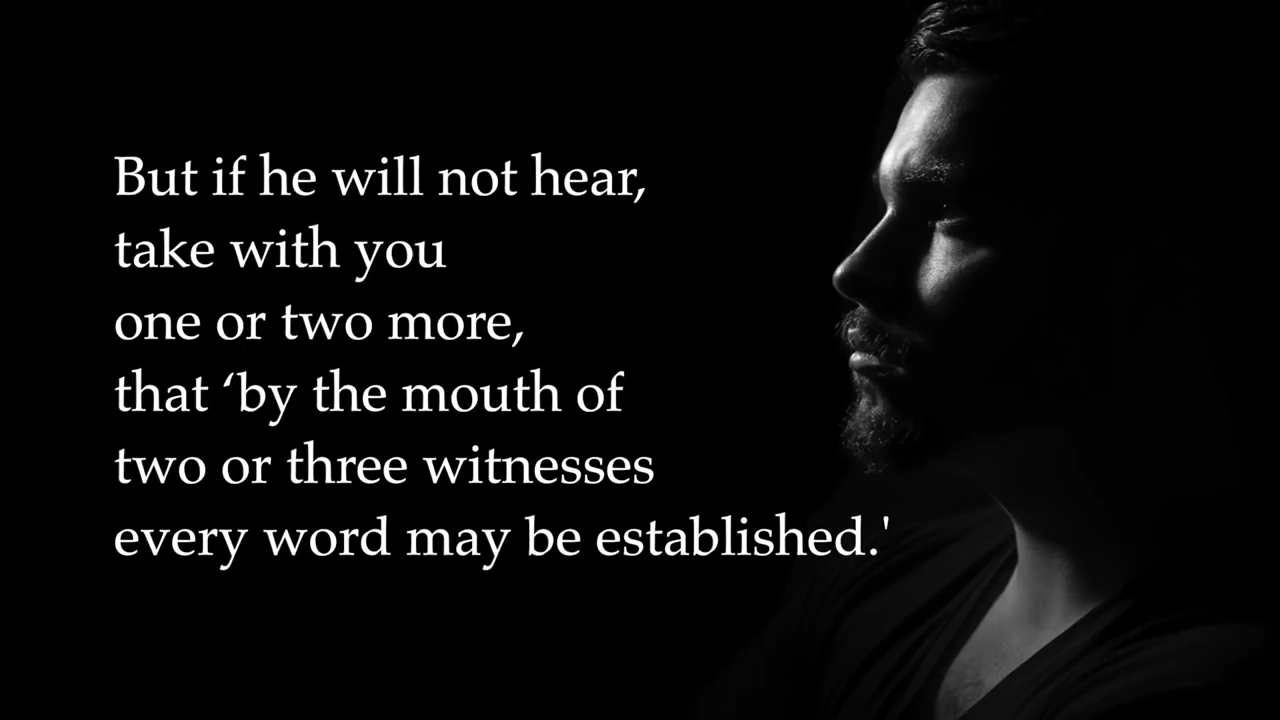 But if he will not hear,
take with you
one or two more,
that ‘by the mouth of
two or three witnesses
every word may be established.'